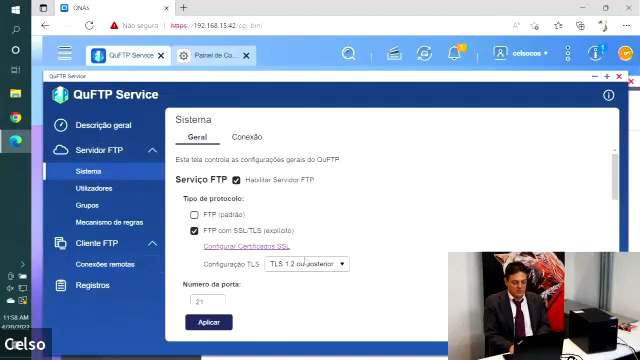 QNAS
Não seguro
https://192.168.15.42/cgi-bin/
QuFTP Service
Painel de Co...
celsocos
QuFTP Service
QuFTP Service
Descrição geral
Servidor FTP
Sistema
Utilizadores
Grupos
Mecanismo de regras
Cliente FTP
Conexões remotas
Registros
Sistema
Geral
Conexão
Esta tela controla as configurações gerais do QuFTP
Serviço FTP
Habilitar Servidor FTP
Tipo de protocolo:
FTP (padrão)
FTP com SSL/TLS (explícito)
Configurar Certificados SSL
Configuração TLS
TLS 1.2 ou posterior
Número da porta:
21
Aplicar
11:58 AM
Celso